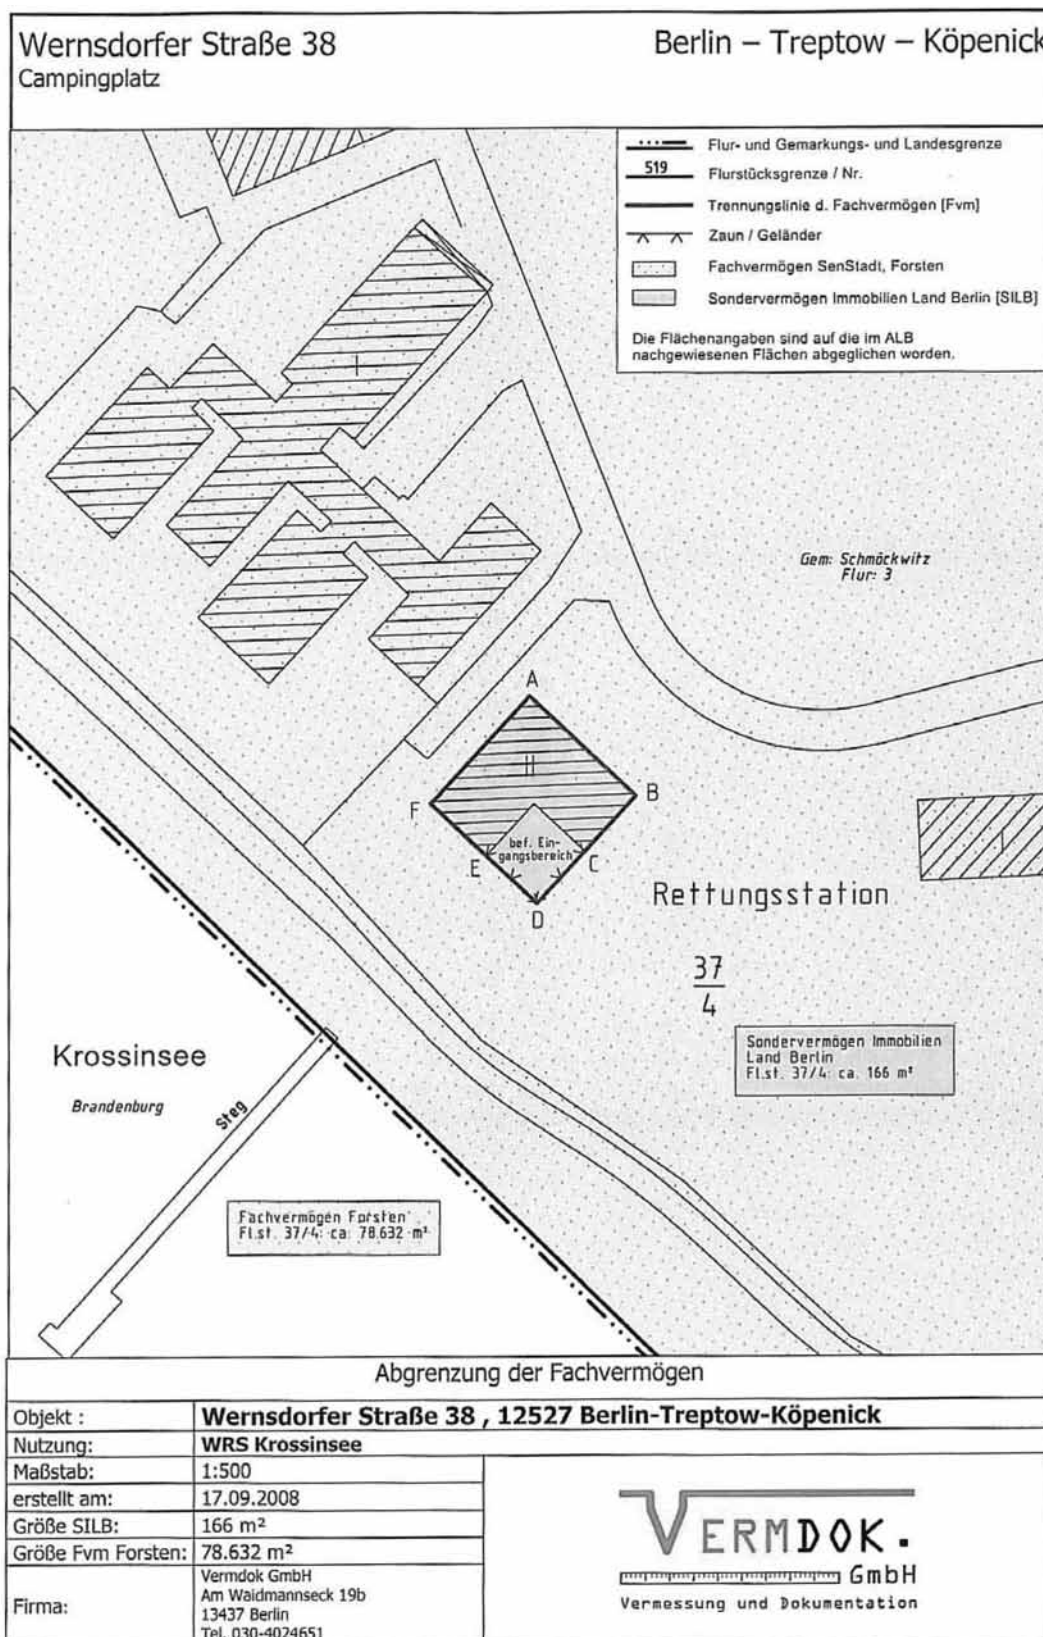 Wernsdorfer Straße 38
Campingplatz
Berlin – Treptow – Köpenick
Flur- und Gemarkungs- und Landesgrenze
519 Flurstücksgrenze / Nr.
Trennungslinie d. Fachvermögen [Fvm]
Zaun / Geländer
Fachvermögen SenStadt, Forsten
Sondervermögen Immobilien Land Berlin [SILB]
Die Flächenangaben sind auf die im ALB
nachgewiesenen Flächen abgeglichen worden.
I
Gem: Schmöckwitz
Flur: 3
A
II
B
F
bef. Ein-
gangsbereich
E
C
D
I
Rettungsstation
37
4
Sondervermögen Immobilien
Land Berlin
Fl.st. 37/4: ca. 166 m²
Krossinsee
Brandenburg
Steg
Fachvermögen Forsten
Fl.st. 37/4: ca. 78.632 m²
Abgrenzung der Fachvermögen
Objekt : Wernsdorfer Straße 38 , 12527 Berlin-Treptow-Köpenick
Nutzung: WRS Krossinsee
Maßstab: 1:500
erstellt am: 17.09.2008
Größe SILB: 166 m²
Größe Fvm Forsten: 78.632 m²
Firma:
Vermdok GmbH
Am Waidmannseck 19b
13437 Berlin
Tel. 030-4024651
VERMDOK.
GmbH
Vermessung und Dokumentation